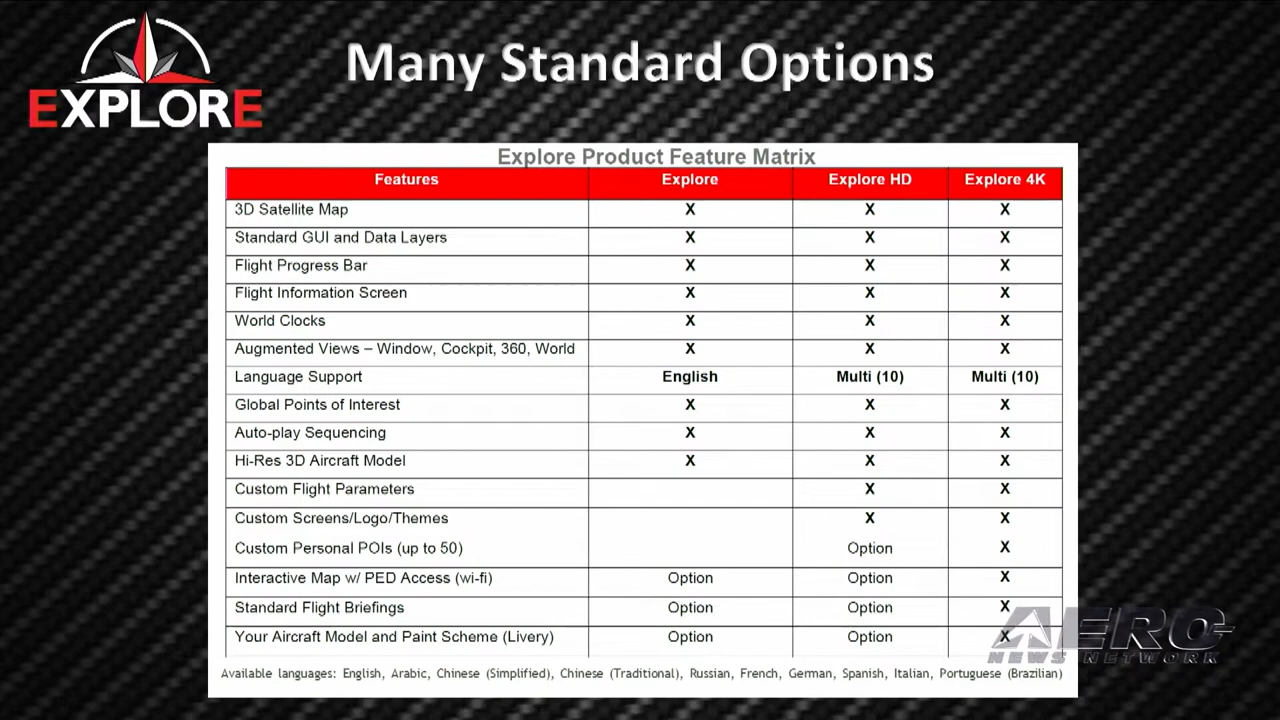 EXPLORE
Many Standard Options
Explore Product Feature Matrix
Features Explore Explore HD Explore 4K
3D Satellite Map X X X
Standard GUI and Data Layers X X X
Flight Progress Bar X X X
Flight Information Screen X X X
World Clocks X X X
Augmented Views – Window, Cockpit, 360, World X X X
Language Support English Multi (10) Multi (10)
Global Points of Interest X X X
Auto-play Sequencing X X X
Hi-Res 3D Aircraft Model X X X
Custom Flight Parameters X X
Custom Screens/Logo/Themes X X
Custom Personal POIs (up to 50) Option X
Interactive Map w/ PED Access (wi-fi) Option Option X
Standard Flight Briefings Option Option X
Your Aircraft Model and Paint Scheme (Livery) Option Option X
Available languages: English, Arabic, Chinese (Simplified), Chinese (Traditional), Russian, French, German, Spanish, Italian, Portuguese (Brazilian)
AERO
NEWS NETWORK